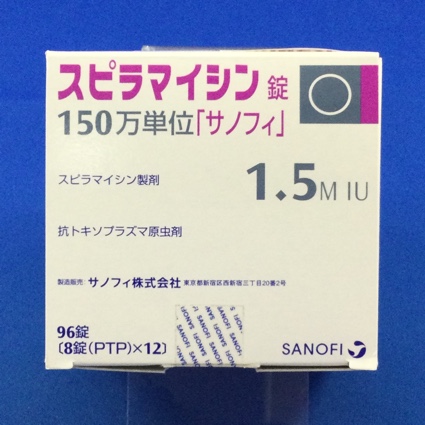 スピラマイシン錠
150万単位「サノフィ」
スピラマイシン製剤
1.5M IU
抗トキソプラズマ原虫剤
製造販売: サノフィ株式会社 東京都新宿区西新宿三丁目20番2号
96錠
〔8錠(PTP)×12〕
SANOFI